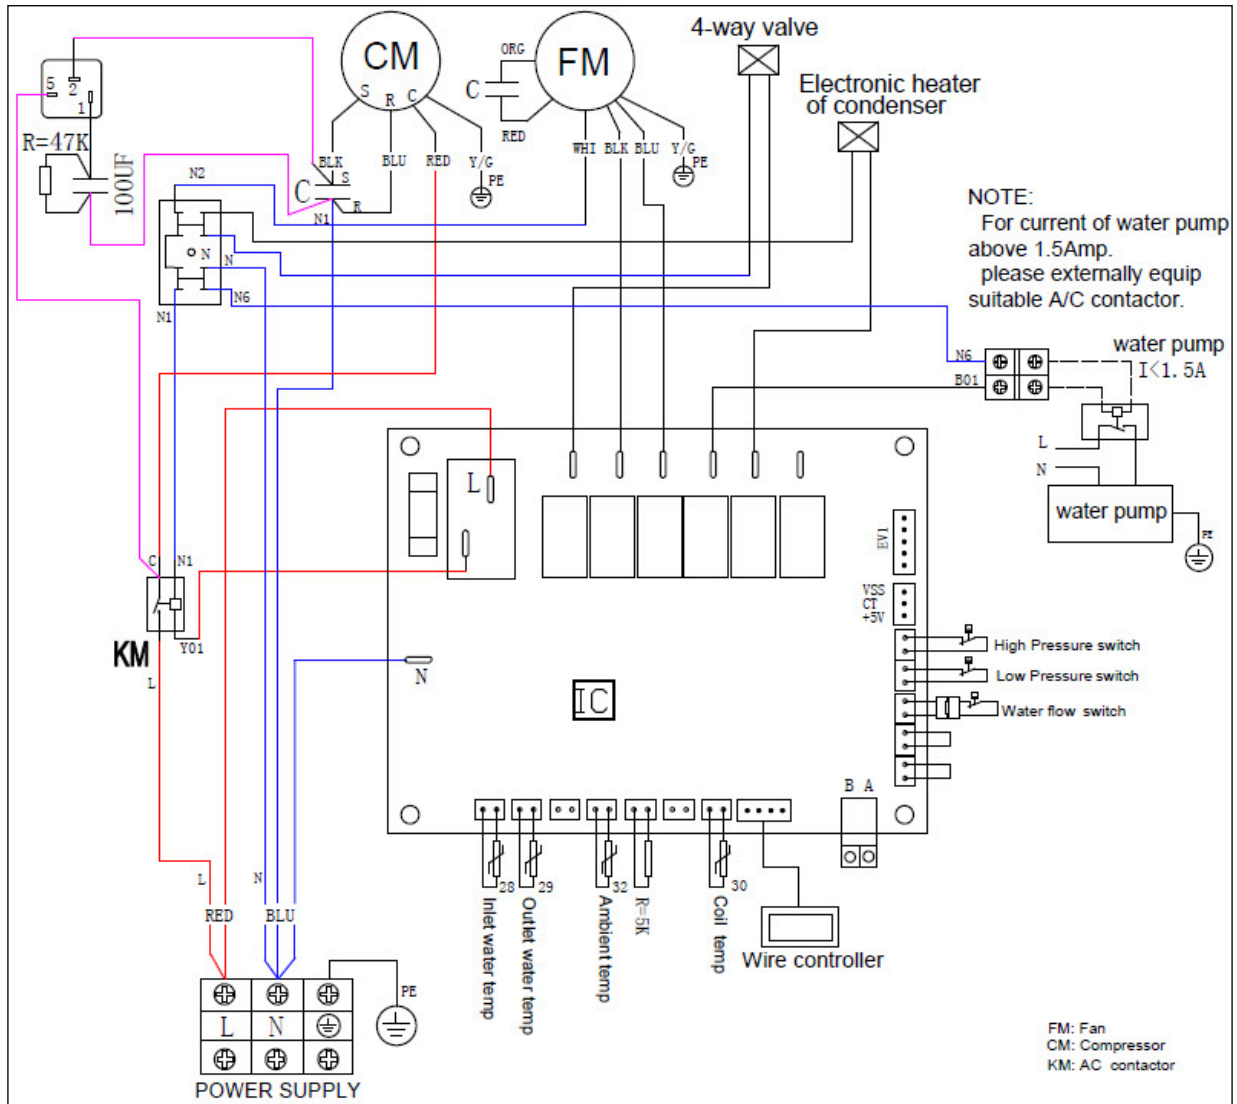 4-way valve
Electronic heater
of condenser
CM
FM
ORG
C
RED
S
R
C
5
2
1
R=47K
100UF
BLK
BLU
RED
Y/G
PE
WHI
BLK
BLU
Y/G
PE
C
S
R
N1
N2
N
N
N6
N1
NOTE:
For current of water pump
above 1.5Amp.
please externally equip
suitable A/C contactor.
N6
B01
water pump
I<1.5A
L
N
water pump
PE
L
C
N1
KM
Y01
L
N
IC
EV1
VSS
CT
+5V
High Pressure switch
Low Pressure switch
Water flow switch
B A
28
29
32
30
Inlet water temp
Outlet water temp
Ambient temp
R=5K
Coil temp
Wire controller
L
N
RED
BLU
PE
L
N
POWER SUPPLY
FM: Fan
CM: Compressor
KM: AC contactor